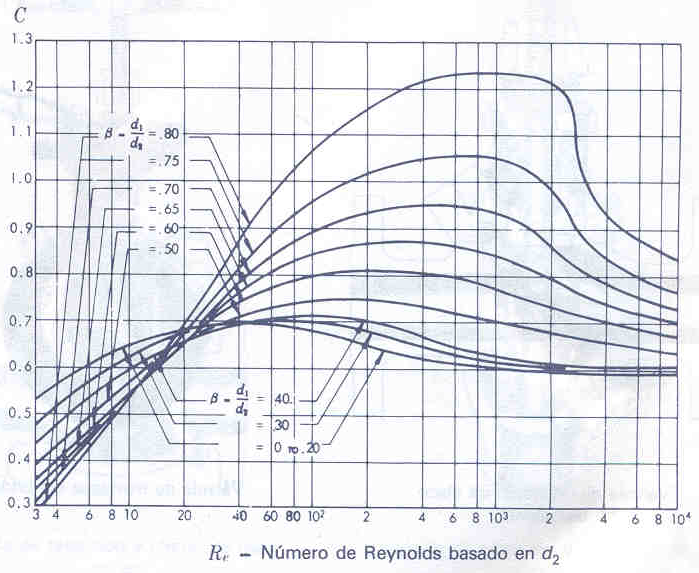 C
1.3
1.2
1.1
1.0
0.9
0.8
0.7
0.6
0.5
0.4
0.3
β - d₁/d₂ = .80
= .75
= .70
= .65
= .60
= .50
β - d₁/d₂ = .40
= .30
= 0 TO .20
3 4 6 8 10 20 40 60 80 10² 2 4 6 8 10³ 2 4 6 8 10⁴
Re – Número de Reynolds basado en d₂